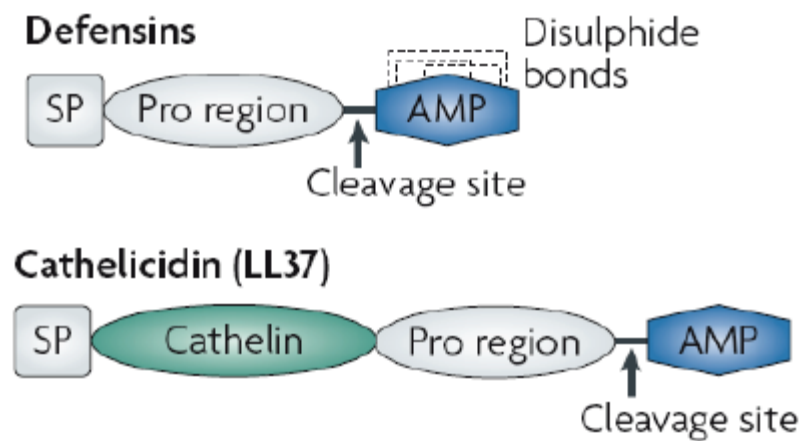 Defensins
Disulphide
bonds
SP
Pro region
AMP
Cleavage site
Cathelicidin (LL37)
SP
Cathelin
Pro region
AMP
Cleavage site